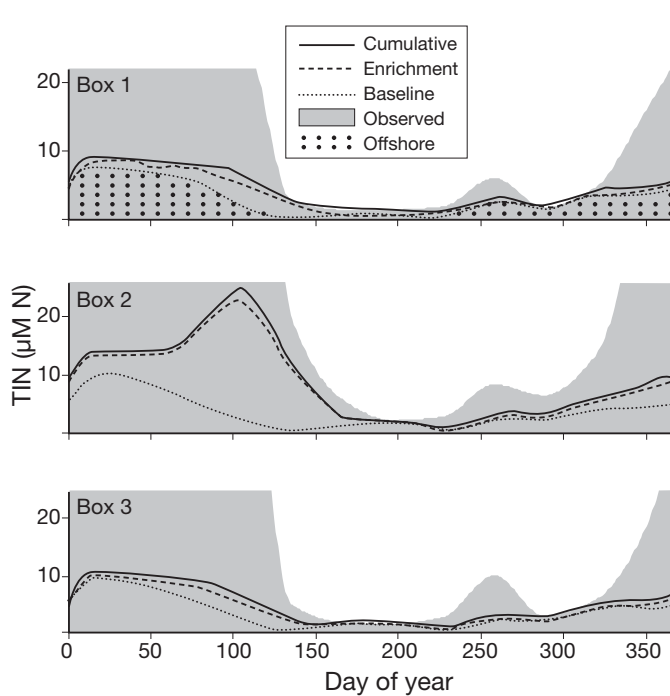 Cumulative
Enrichment
Baseline
Observed
Offshore
20
Box 1
10
Box 2
20
10
TIN (µM N)
Box 3
20
10
0 50 100 150 200 250 300 350
Day of year